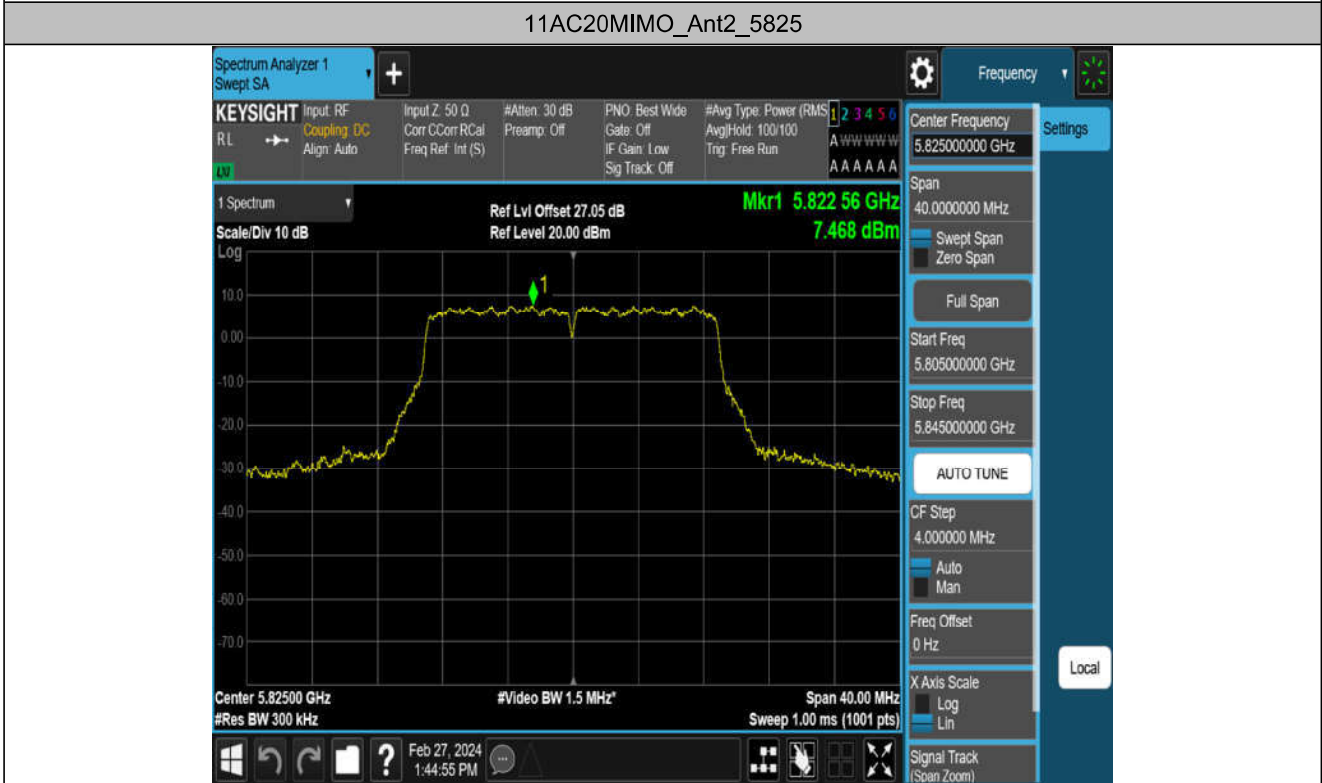 11AC20MIMO_Ant2_5825
Spectrum Analyzer 1
Swept SA
+
Frequency
KEYSIGHT
RL
LXI
Input: RF
Coupling: DC
Align: Auto
Input Z: 50 Ω
Corr CCorr RCal
Freq Ref: Int (S)
#Atten: 30 dB
Preamp: Off
PNO: Best Wide
Gate: Off
IF Gain: Low
Sig Track: Off
#Avg Type: Power (RMS
Avg|Hold: 100/100
Trig: Free Run
1 2 3 4 5 6
A W W W W W
A A A A A A
1 Spectrum
Scale/Div 10 dB
Log
Ref Lvl Offset 27.05 dB
Ref Level 20.00 dBm
Mkr1 5.822 56 GHz
7.468 dBm
1
10.0
0.00
-10.0
-20.0
-30.0
-40.0
-50.0
-60.0
-70.0
Center 5.82500 GHz
#Res BW 300 kHz
#Video BW 1.5 MHz*
Span 40.00 MHz
Sweep 1.00 ms (1001 pts)
?
Feb 27, 2024
1:44:55 PM
Center Frequency
5.825000000 GHz
Settings
Span
40.0000000 MHz
Swept Span
Zero Span
Full Span
Start Freq
5.805000000 GHz
Stop Freq
5.845000000 GHz
AUTO TUNE
CF Step
4.000000 MHz
Auto
Man
Freq Offset
0 Hz
X Axis Scale
Log
Lin
Local
Signal Track
(Span Zoom)